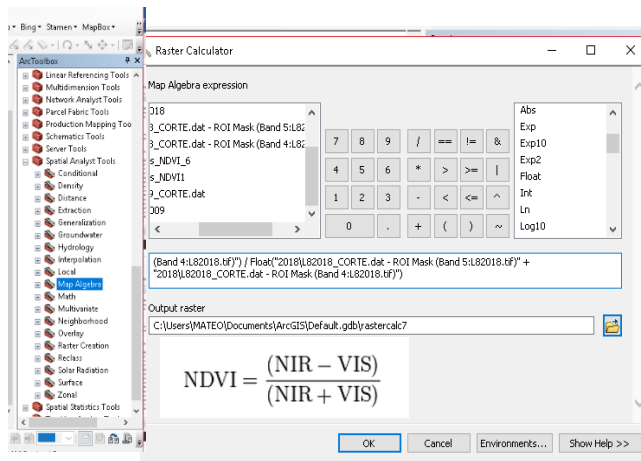 Bing ▾ Stamen ▾ MapBox ▾
ArcToolbox
Linear Referencing Tools
Multidimension Tools
Network Analyst Tools
Parcel Fabric Tools
Production Mapping Too
Schematics Tools
Server Tools
Spatial Analyst Tools
Conditional
Density
Distance
Extraction
Generalization
Groundwater
Hydrology
Interpolation
Local
Map Algebra
Math
Multivariate
Neighborhood
Overlay
Raster Creation
Reclass
Solar Radiation
Surface
Zonal
Spatial Statistics Tools
Raster Calculator
Map Algebra expression
018
8_CORTE.dat - ROI Mask (Band 5:L82
8_CORTE.dat - ROI Mask (Band 4:L82
s_NDVI_6
s_NDVI1
9_CORTE.dat
009
7 8 9 / == != &
4 5 6 * > >= |
1 2 3 - < <= ^
0 . + ( ) ~
Abs
Exp
Exp10
Exp2
Float
Int
Ln
Log10
(Band 4:L82018.tif)") / Float("2018\L82018_CORTE.dat - ROI Mask (Band 5:L82018.tif)" +
"2018\L82018_CORTE.dat - ROI Mask (Band 4:L82018.tif)")
Output raster
C:\Users\MATEO\Documents\ArcGIS\Default.gdb\rastercalc7
NDVI = (NIR − VIS)
(NIR + VIS)
OK Cancel Environments... Show Help >>